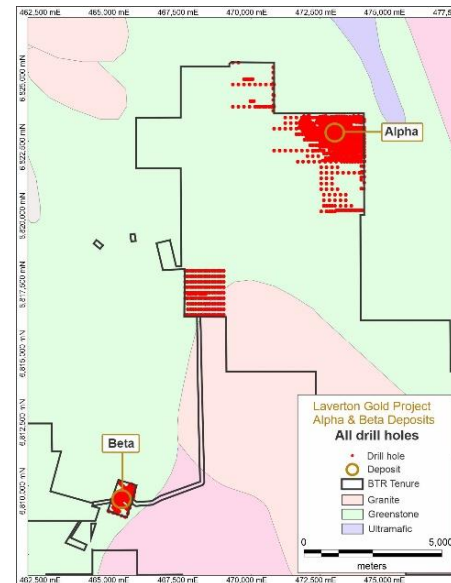 462,500 mE 465,000 mE 467,500 mE 470,000 mE 472,500 mE 475,000 mE 477,5
6,825,000 mN
6,822,500 mN
6,820,000 mN
6,817,500 mN
6,815,000 mN
6,812,500 mN
6,810,000 mN
Alpha
Beta
Laverton Gold Project
Alpha & Beta Deposits
All drill holes
Drill hole
Deposit
BTR Tenure
Granite
Greenstone
Ultramafic
0 5,000
meters
462,500 mE 465,000 mE 467,500 mE 470,000 mE 472,500 mE 475,000 mE 477,5